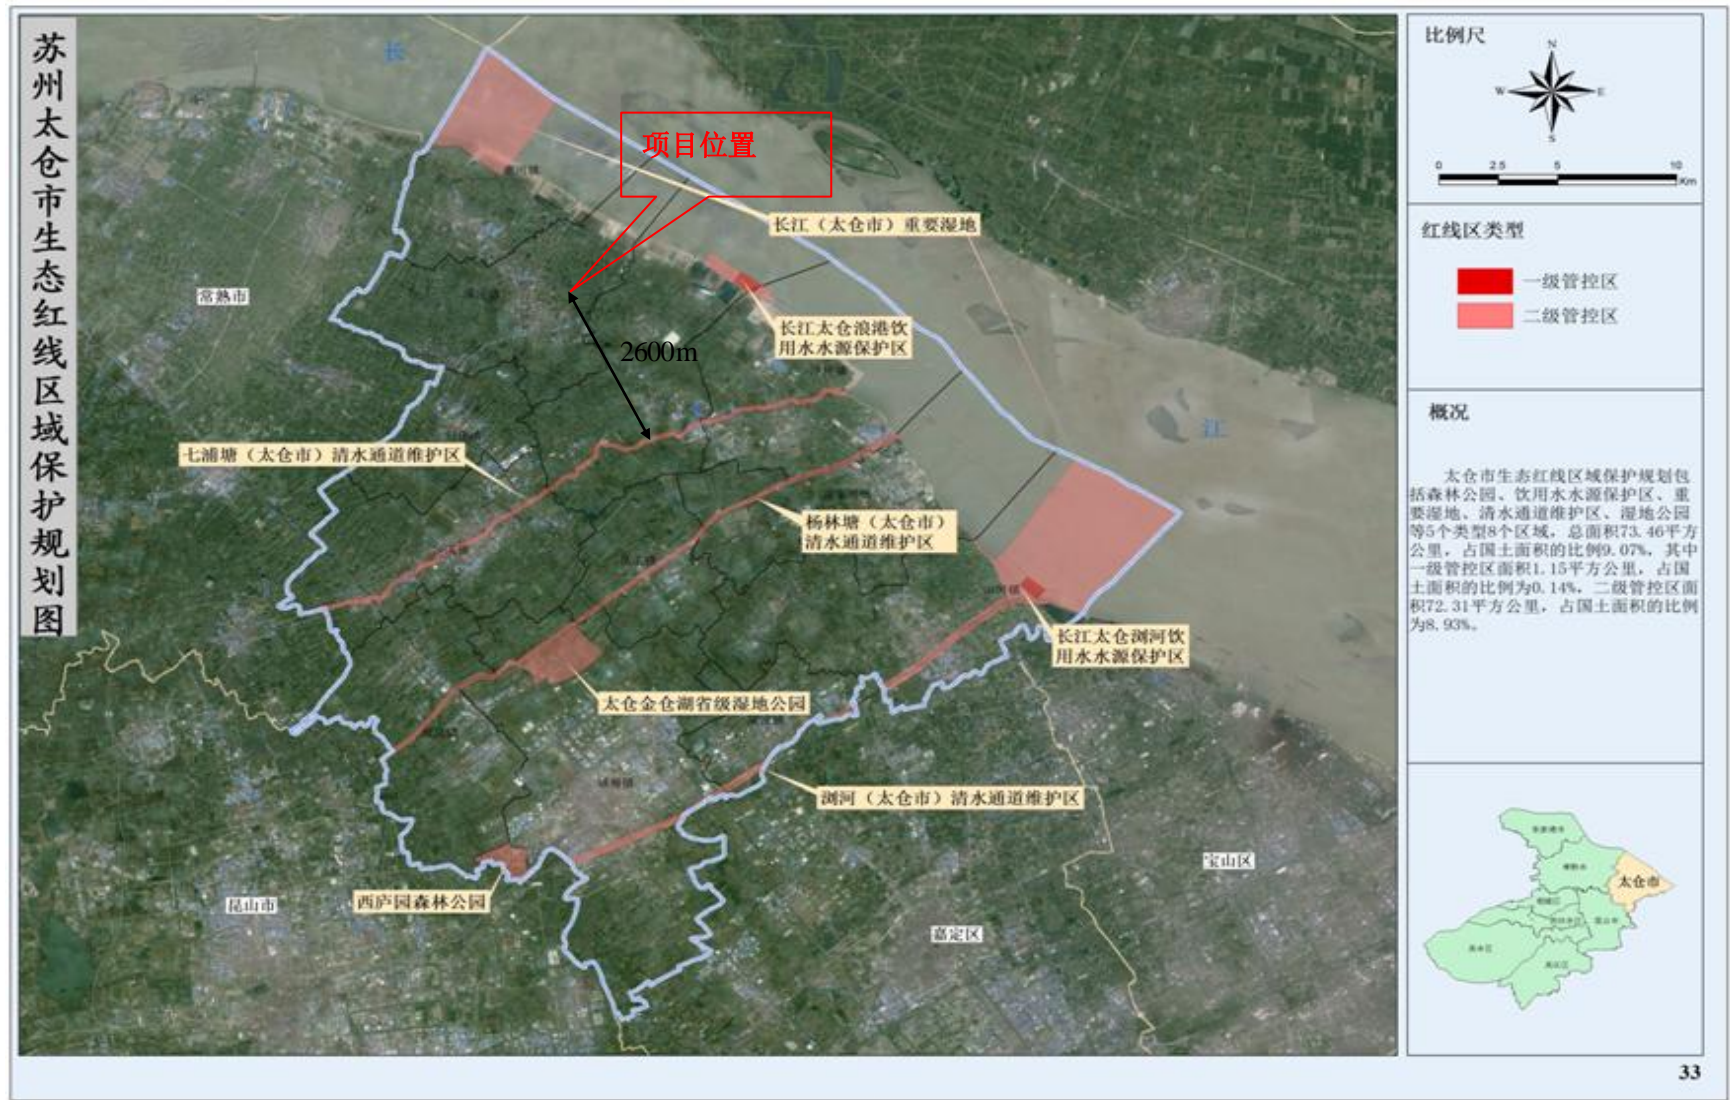 苏州太仓市生态红线区域保护规划图
长
江
项目位置
长江（太仓市）重要湿地
常熟市
长江太仓浪港饮
用水水源保护区
2600m
七浦塘（太仓市）清水通道维护区
杨林塘（太仓市）
清水通道维护区
长江太仓浏河饮
用水水源保护区
太仓金仓湖省级湿地公园
浏河（太仓市）清水通道维护区
西庐园森林公园
昆山市
嘉定区
宝山区
比例尺
N
W
E
S
0 2.5 5 10
Km
红线区类型
一级管控区
二级管控区
概况
太仓市生态红线区域保护规划包
括森林公园、饮用水水源保护区、重
要湿地、清水通道维护区、湿地公园
等5个类型8个区域，总面积73.46平方
公里，占国土面积的比例9.07%，其中
一级管控区面积1.15平方公里，占国
土面积的比例为0.14%，二级管控区面
积72.31平方公里，占国土面积的比例
为8.93%。
太仓市
33